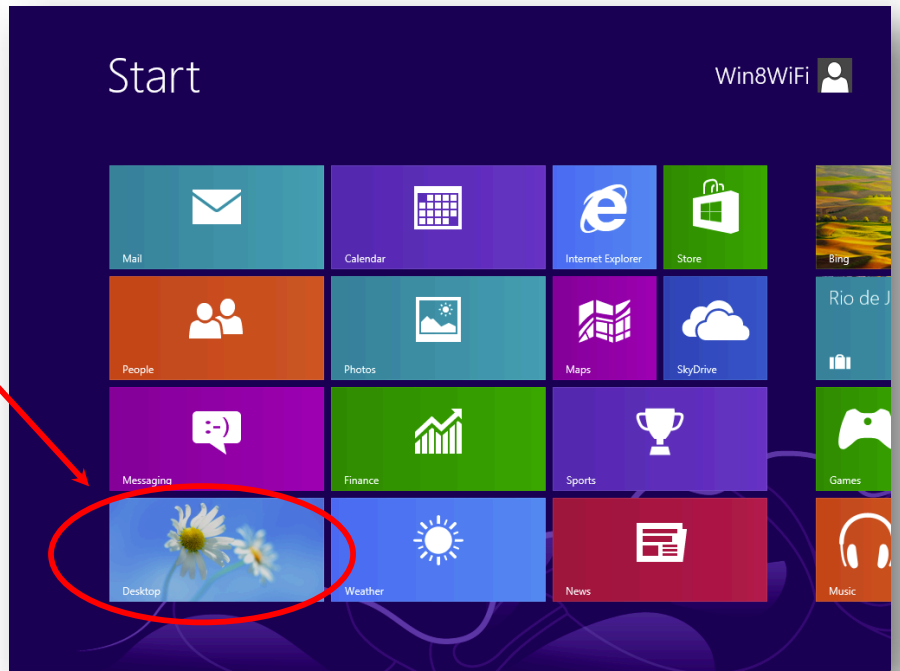 Start
Win8WiFi
Mail
Calendar
Internet Explorer
Store
Bing
People
Photos
Maps
SkyDrive
Rio de J
Messaging
:-)
Finance
Sports
Games
Desktop
Weather
News
Music